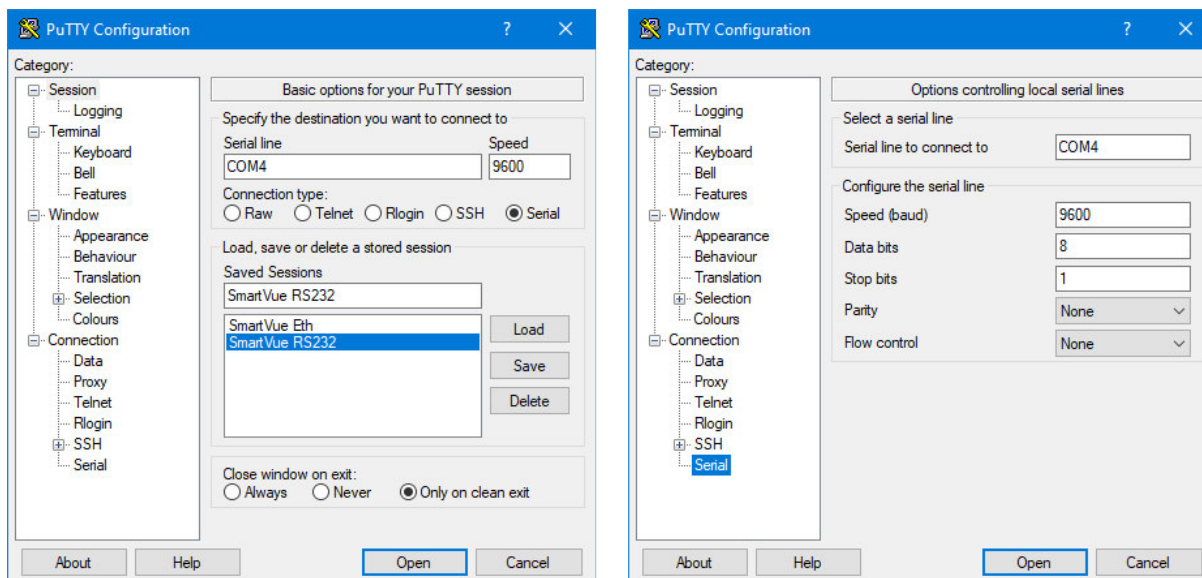 PuTTY Configuration
Category:
Session
Logging
Terminal
Keyboard
Bell
Features
Window
Appearance
Behaviour
Translation
Selection
Colours
Connection
Data
Proxy
Telnet
Rlogin
SSH
Serial
Basic options for your PuTTY session
Specify the destination you want to connect to
Serial line Speed
COM4 9600
Connection type:
Raw Telnet Rlogin SSH Serial
Load, save or delete a stored session
Saved Sessions
SmartVue RS232
SmartVue Eth
SmartVue RS232
Load
Save
Delete
Close window on exit:
Always Never Only on clean exit
About Help Open Cancel
PuTTY Configuration
Category:
Session
Logging
Terminal
Keyboard
Bell
Features
Window
Appearance
Behaviour
Translation
Selection
Colours
Connection
Data
Proxy
Telnet
Rlogin
SSH
Serial
Options controlling local serial lines
Select a serial line
Serial line to connect to COM4
Configure the serial line
Speed (baud) 9600
Data bits 8
Stop bits 1
Parity None
Flow control None
About Help Open Cancel